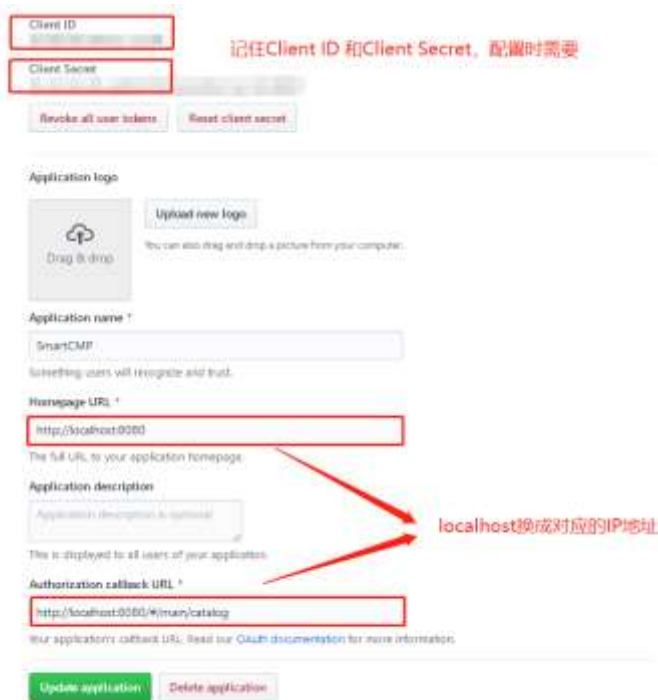 Client ID
记住Client ID 和Client Secret，配置时需要
Client Secret
Revoke all user tokens
Reset client secret
Application logo
Upload new logo
Drag & drop
You can also drag and drop a picture from your computer.
Application name *
SmartCMP
Something users will recognize and trust.
Homepage URL *
http://localhost:8080
The full URL to your application homepage.
Application description
Application description is optional
localhost换成对应的IP地址
This is displayed to all users of your application.
Authorization callback URL *
http://localhost:8080/#/main/catalog
Your application's callback URL. Read our OAuth documentation for more information.
Update application
Delete application